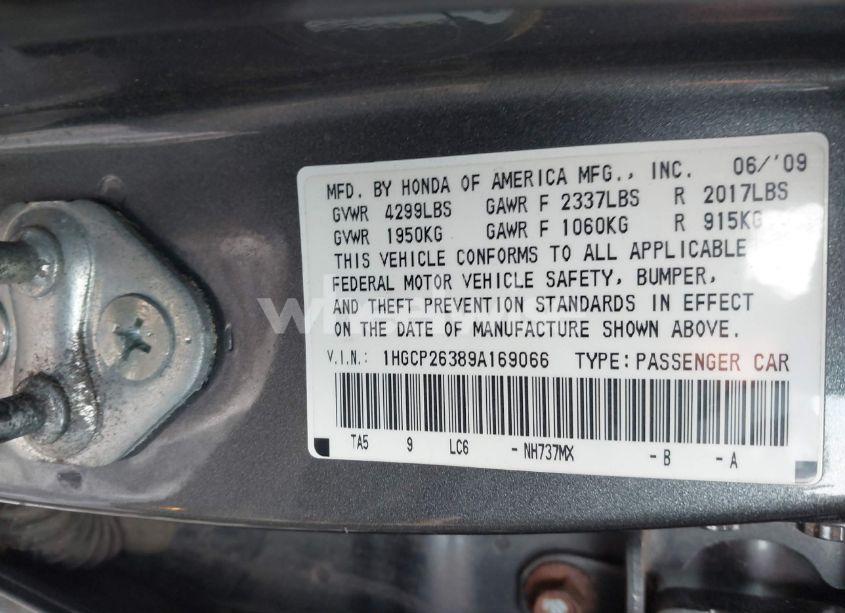 MFD. BY HONDA OF AMERICA MFG., INC. 06/'09
GVWR 4299LBS GAWR F 2337LBS R 2017LBS
GVWR 1950KG GAWR F 1060KG R 915KG
THIS VEHICLE CONFORMS TO ALL APPLICABLE
FEDERAL MOTOR VEHICLE SAFETY, BUMPER,
AND THEFT PREVENTION STANDARDS IN EFFECT
ON THE DATE OF MANUFACTURE SHOWN ABOVE.
V.I.N.: 1HGCP26389A169066 TYPE: PASSENGER CAR
TA5 9 LC6 - NH737MX - B - A